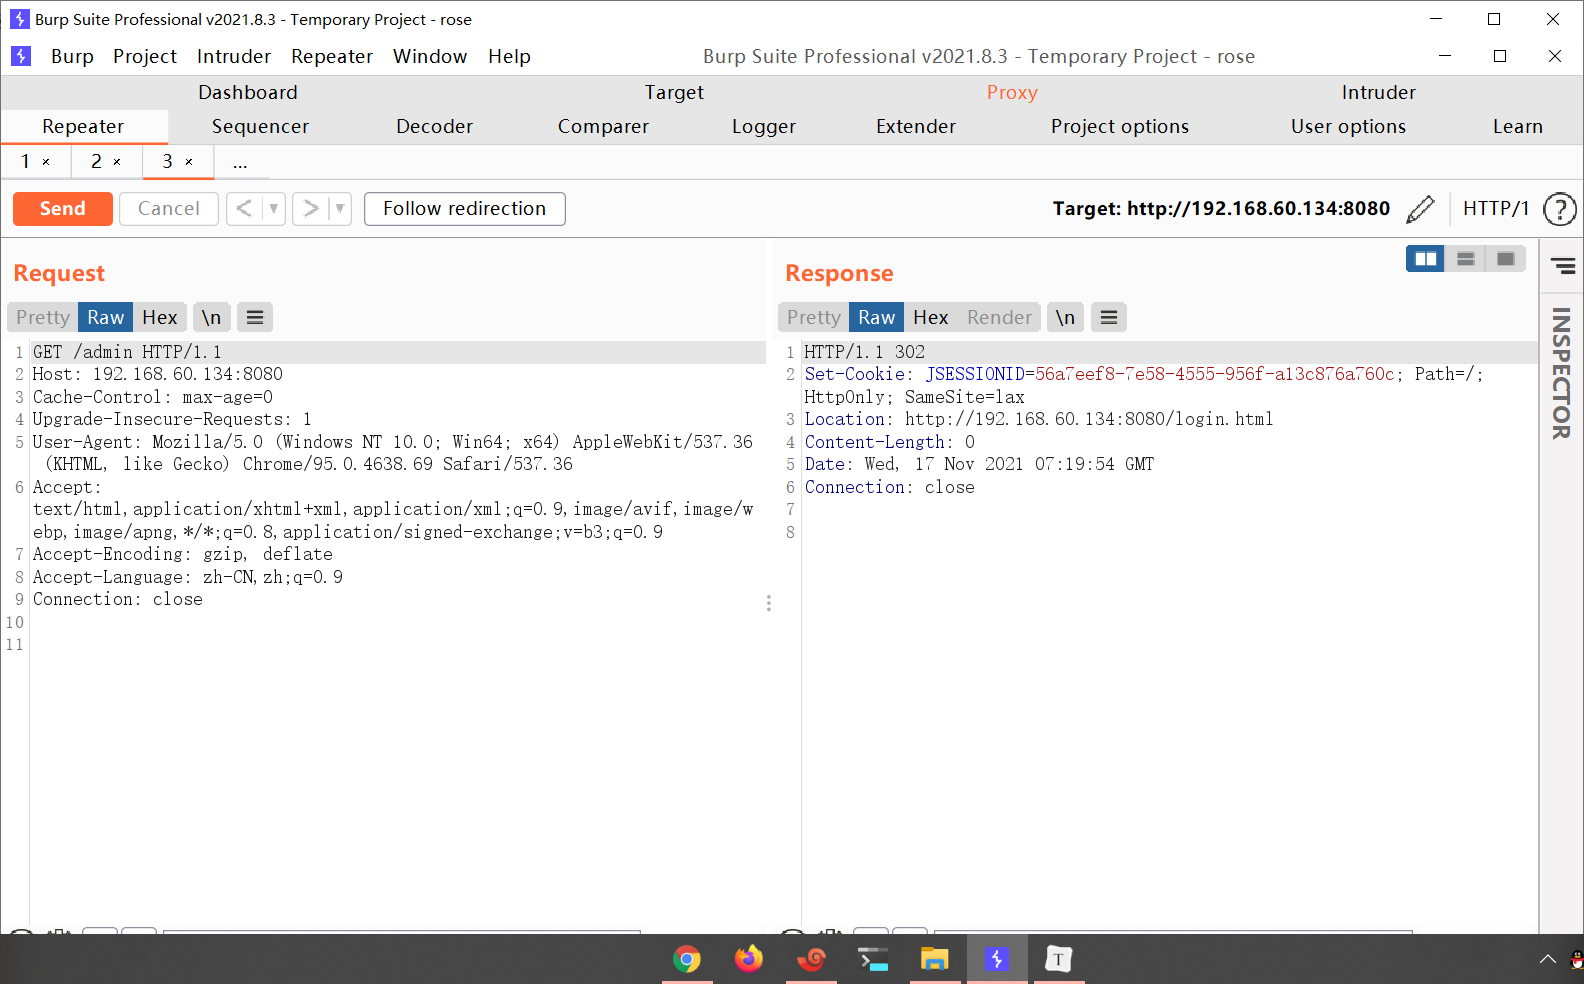 Burp Suite Professional v2021.8.3 - Temporary Project - rose
Burp Project Intruder Repeater Window Help Burp Suite Professional v2021.8.3 - Temporary Project - rose
Dashboard Target Proxy Intruder
Repeater Sequencer Decoder Comparer Logger Extender Project options User options Learn
1 × 2 × 3 × ...
Send Cancel < ▼ > ▼ Follow redirection Target: http://192.168.60.134:8080 HTTP/1 ?
Request
Pretty Raw Hex \n
1 GET /admin HTTP/1.1
2 Host: 192.168.60.134:8080
3 Cache-Control: max-age=0
4 Upgrade-Insecure-Requests: 1
5 User-Agent: Mozilla/5.0 (Windows NT 10.0; Win64; x64) AppleWebKit/537.36
(KHTML, like Gecko) Chrome/95.0.4638.69 Safari/537.36
6 Accept:
text/html,application/xhtml+xml,application/xml;q=0.9,image/avif,image/w
ebp,image/apng,*/*;q=0.8,application/signed-exchange;v=b3;q=0.9
7 Accept-Encoding: gzip, deflate
8 Accept-Language: zh-CN,zh;q=0.9
9 Connection: close
10
11
Response
Pretty Raw Hex Render \n
1 HTTP/1.1 302
2 Set-Cookie: JSESSIONID=56a7eef8-7e58-4555-956f-a13c876a760c; Path=/;
HttpOnly; SameSite=lax
3 Location: http://192.168.60.134:8080/login.html
4 Content-Length: 0
5 Date: Wed, 17 Nov 2021 07:19:54 GMT
6 Connection: close
7
8
INSPECTOR
T